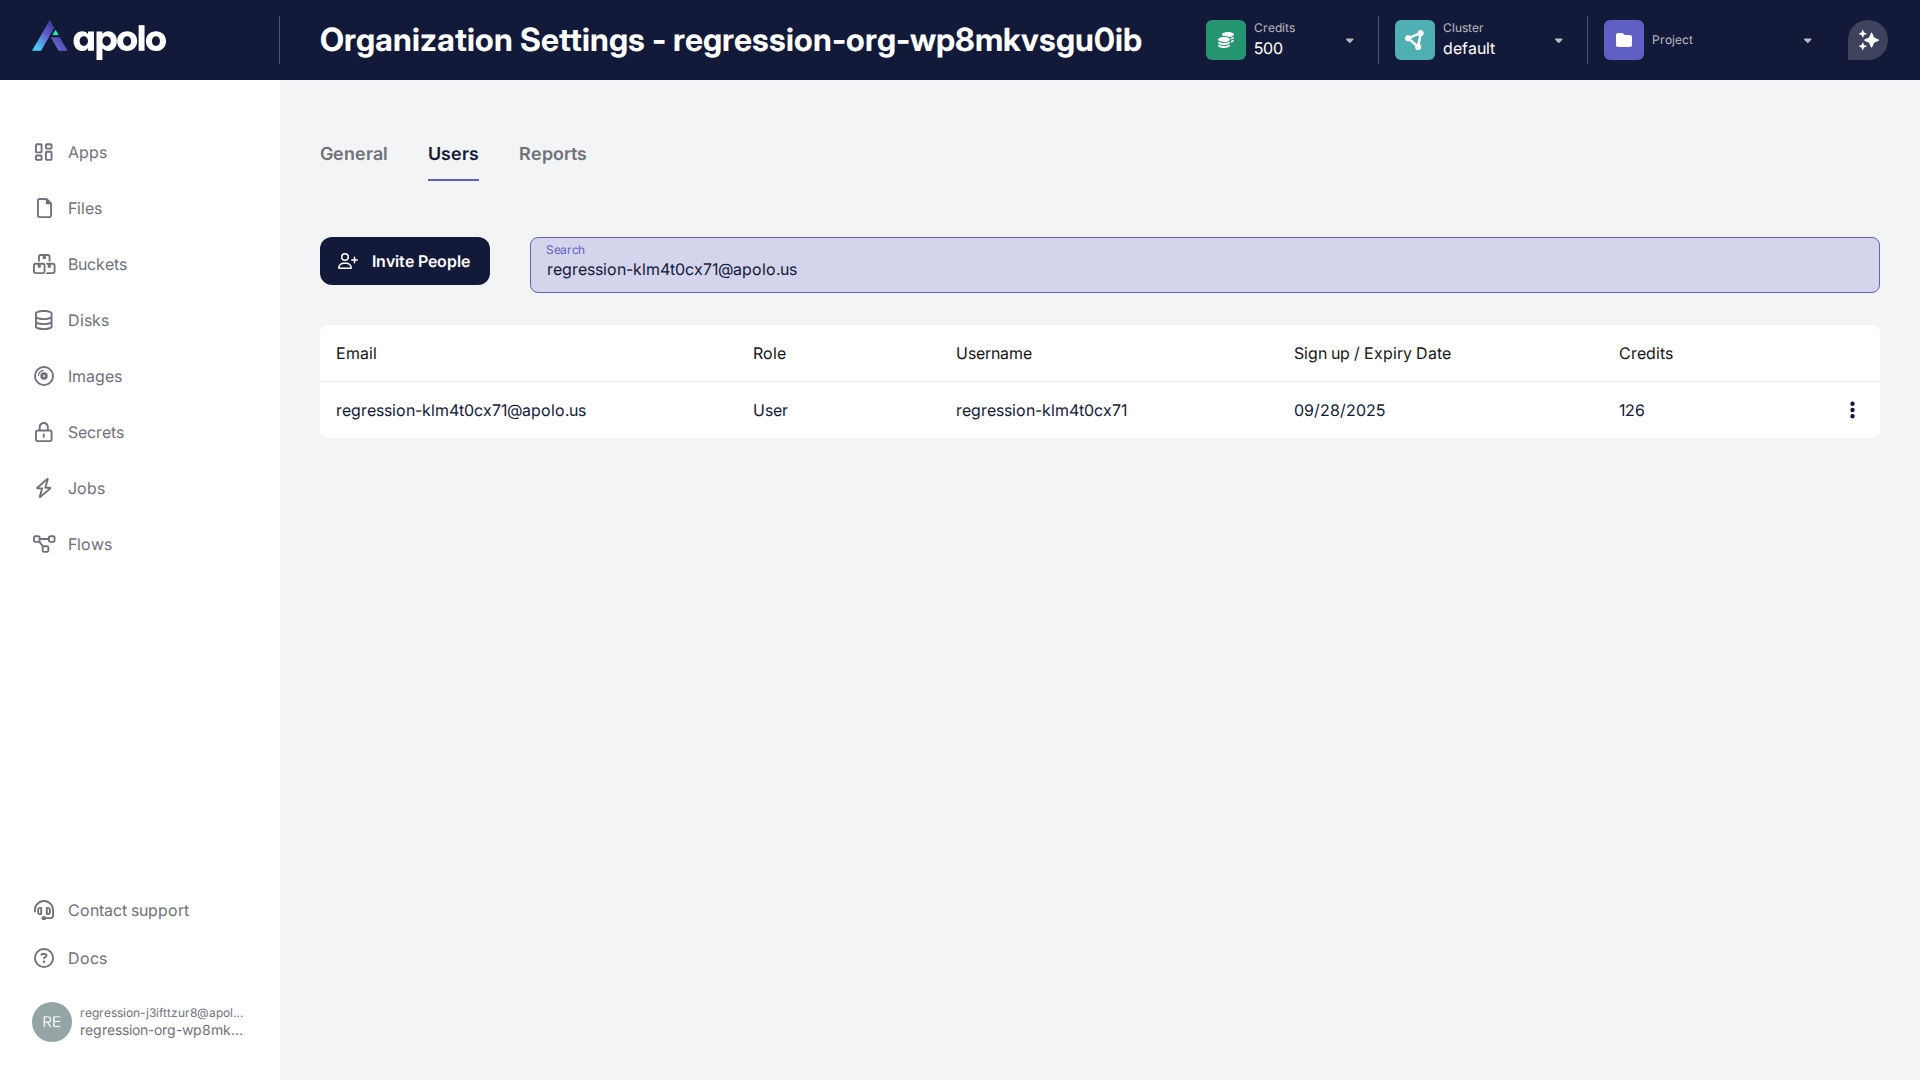 apolo
Organization Settings - regression-org-wp8mkvsgu0ib
Credits
500
Cluster
default
Project
Apps
Files
Buckets
Disks
Images
Secrets
Jobs
Flows
General
Users
Reports
Invite People
Search
regression-klm4t0cx71@apolo.us
Email Role Username Sign up / Expiry Date Credits
regression-klm4t0cx71@apolo.us User regression-klm4t0cx71 09/28/2025 126
Contact support
Docs
RE
regression-j3ifttzur8@apol...
regression-org-wp8mk...